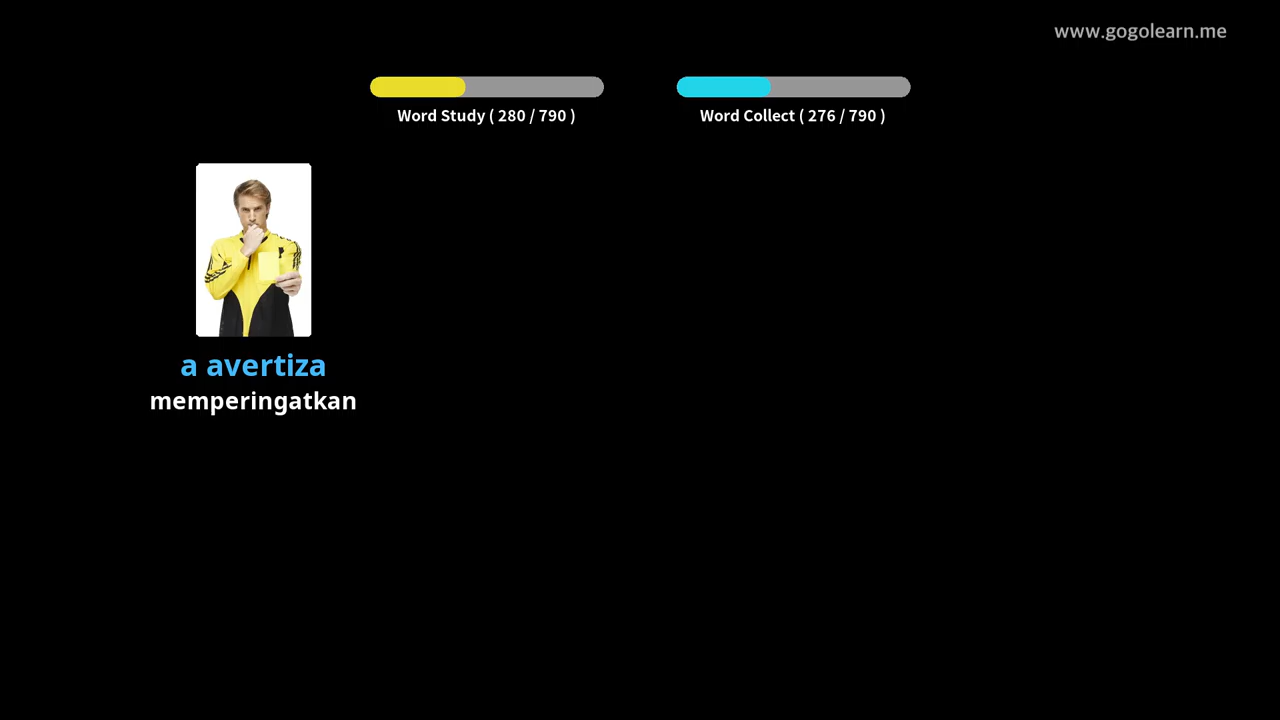 www.gogolearn.me
Word Study ( 280 / 790 )
Word Collect ( 276 / 790 )
a avertiza
memperingatkan